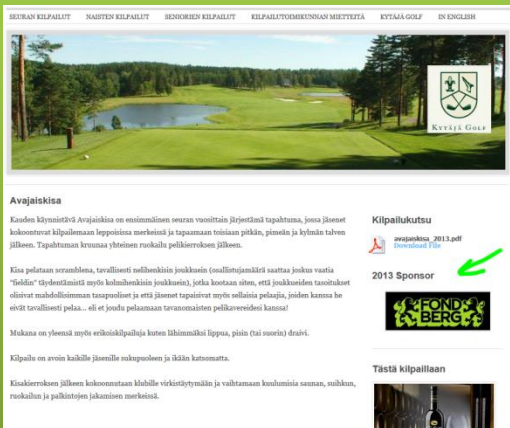 SEURAN KILPAILUT NAISTEN KILPAILUT SENIORIEN KILPAILUT KILPAILUTOIMIKUNNAN MIETTEITÄ KYTÄJÄ GOLF IN ENGLISH
KYTÄJÄ GOLF
Avajaiskisa
Kauden käynnistävä Avajaiskisa on ensimmäinen seuran vuosittain järjestämä tapahtuma, jossa jäsenet
kokoontuvat kilpailemaan leppoisissa merkeissä ja tapaamaan toisiaan pitkän, pimeän ja kylmän talven
jälkeen. Tapahtuman kruunaa yhteinen ruokailu pelikierroksen jälkeen.
Kisa pelataan scramblena, tavallisesti nelihenkisin joukkuein (osallistujamäärä saattaa joskus vaatia
"fieldin" täydentämistä myös kolmihenkisin joukkuein), jotka kootaan siten, että joukkueiden tasoitukset
olisivat mahdollisimman tasapuoliset ja että jäsenet tapaisivat myös sellaisia pelaajia, joiden kanssa he
eivät tavallisesti pelaa... eli et joudu pelaamaan tavanomaisten pelikavereidesi kanssa!
Mukana on yleensä myös erikoiskilpailuja kuten lähimmäksi lippua, pisin (tai suorin) draivi.
Kilpailu on avoin kaikille jäsenille sukupuoleen ja ikään katsomatta.
Kisakierroksen jälkeen kokoonnutaan klubille virkistäytymään ja vaihtamaan kuulumisia saunan, suihkun,
ruokailun ja palkintojen jakamisen merkeissä.
Kilpailukutsu
avajaiskisa_2013.pdf
Download File
2013 Sponsor
FOND
BERG
Tästä kilpaillaan